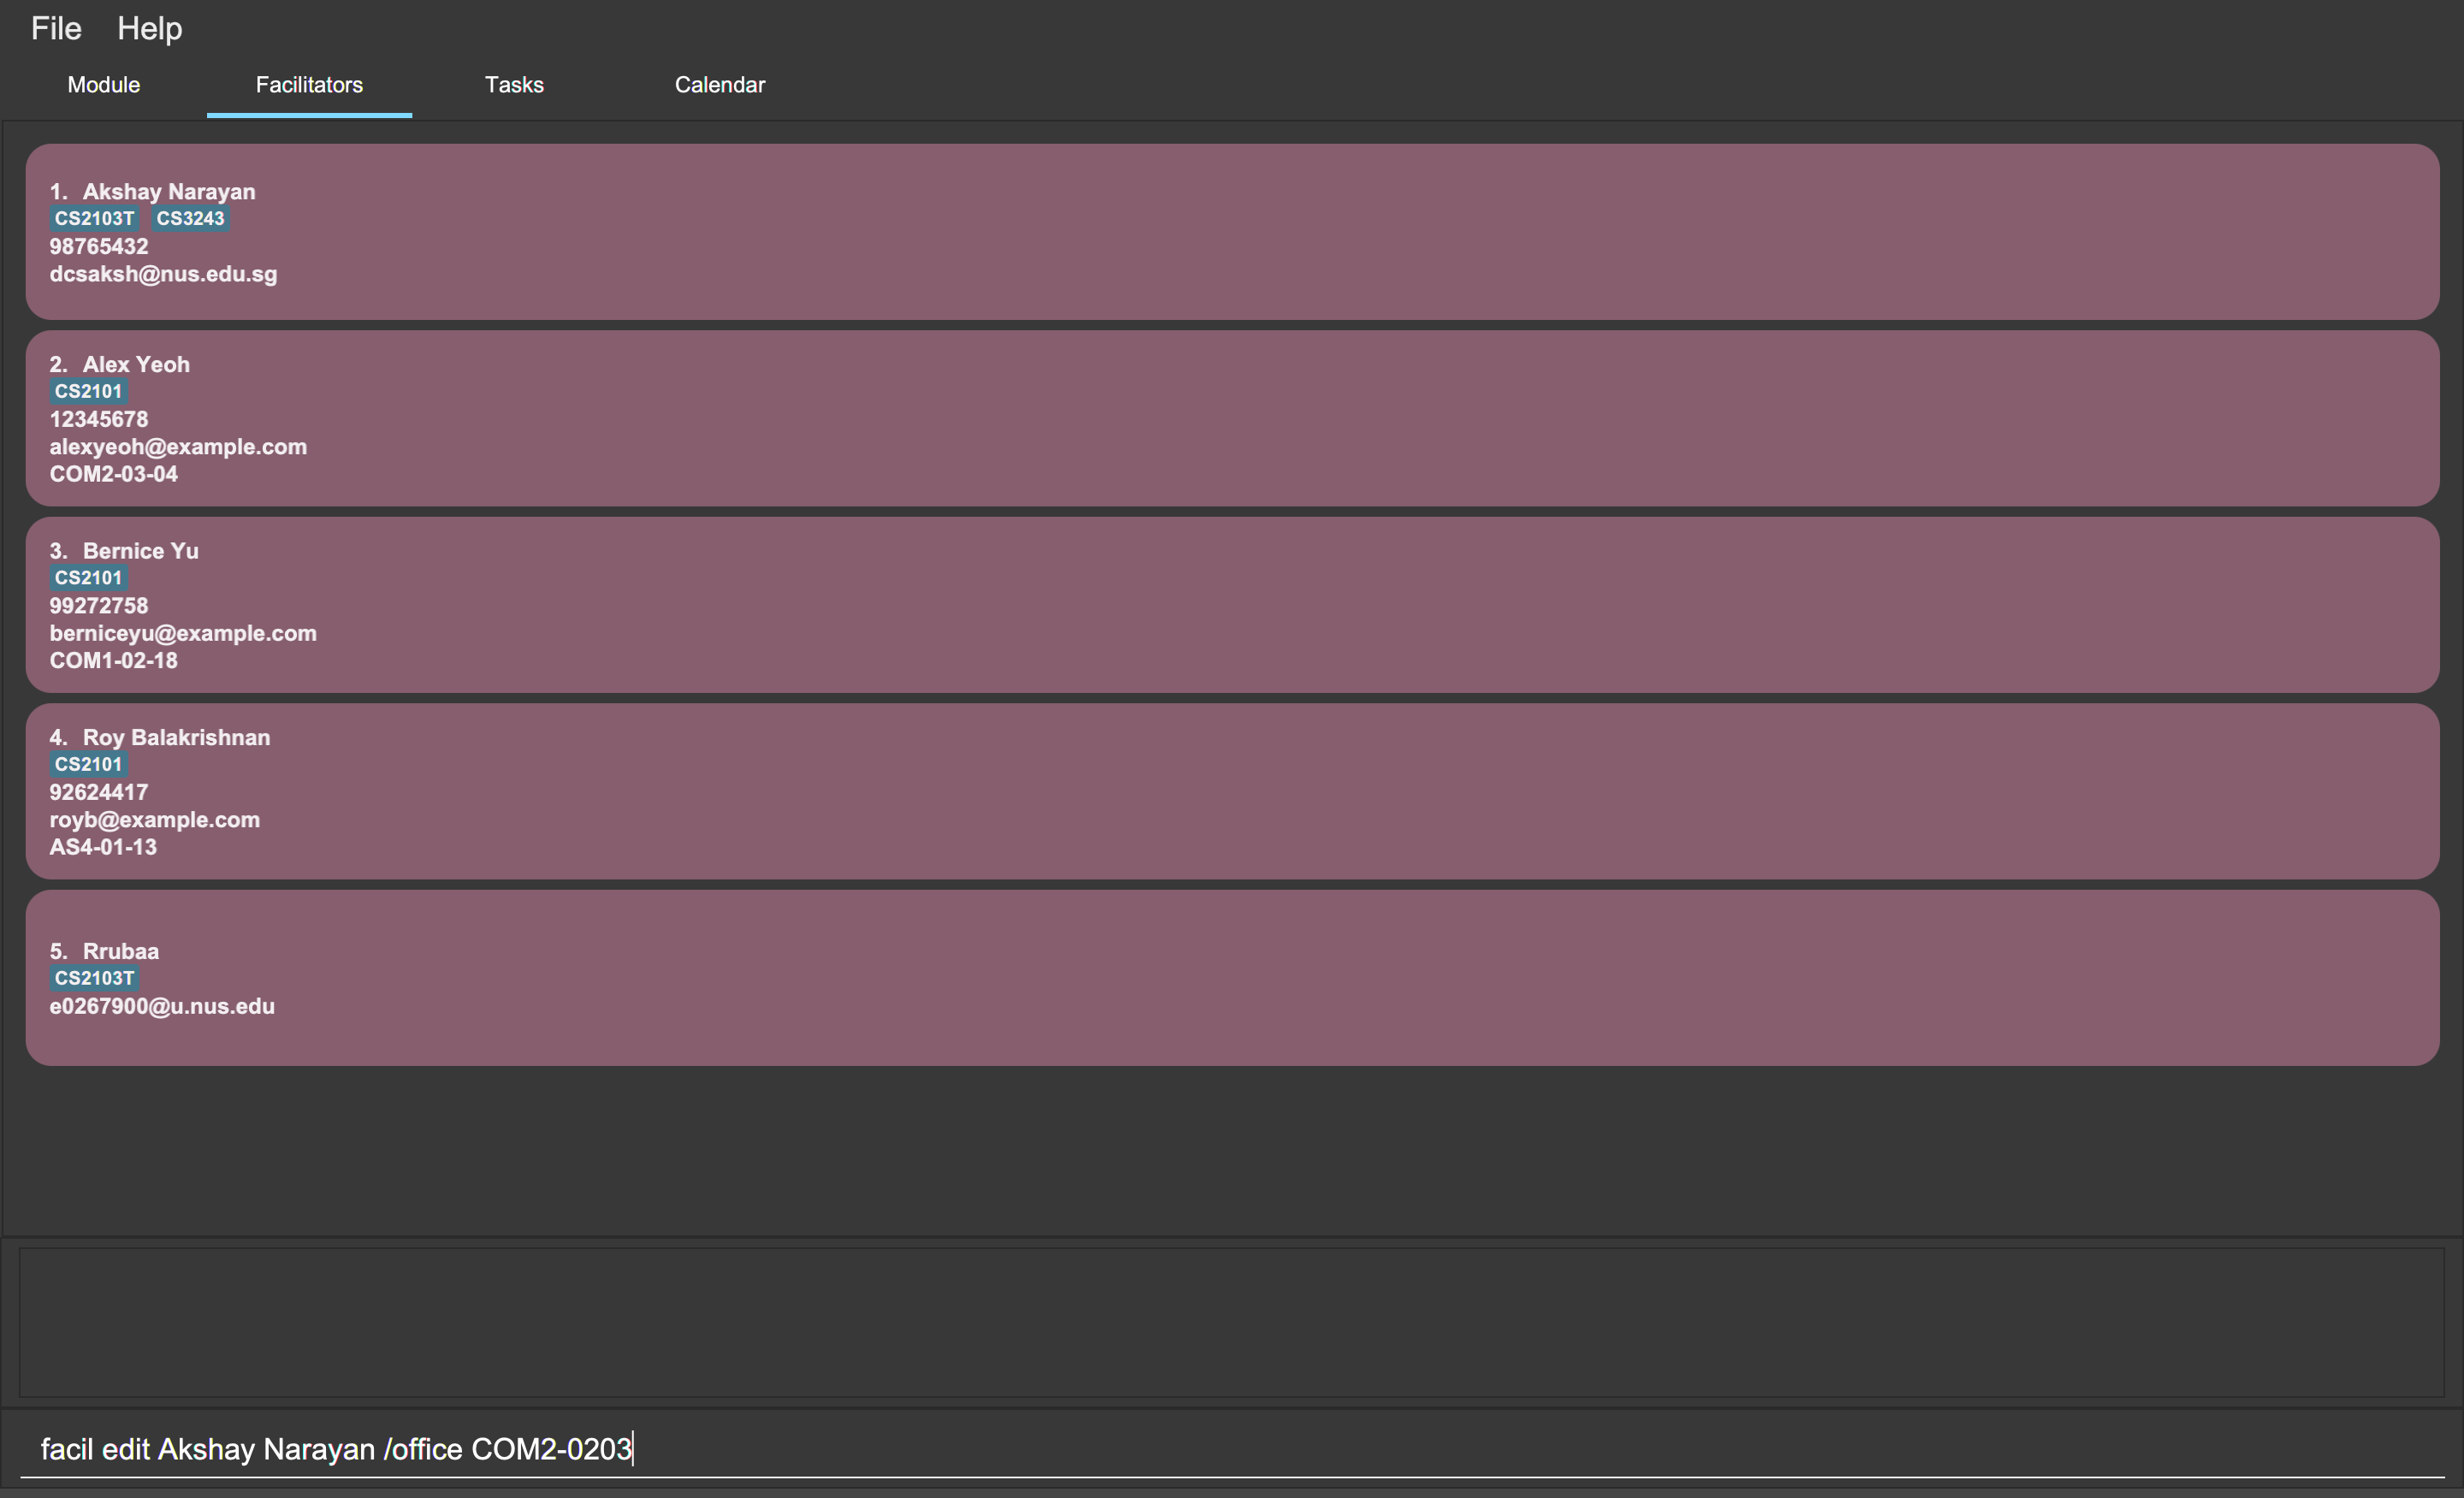 File Help
Module Facilitators Tasks Calendar
1. Akshay Narayan
CS2103T CS3243
98765432
dcsaksh@nus.edu.sg
2. Alex Yeoh
CS2101
12345678
alexyeoh@example.com
COM2-03-04
3. Bernice Yu
CS2101
99272758
berniceyu@example.com
COM1-02-18
4. Roy Balakrishnan
CS2101
92624417
royb@example.com
AS4-01-13
5. Rrubaa
CS2103T
e0267900@u.nus.edu
facil edit Akshay Narayan /office COM2-0203